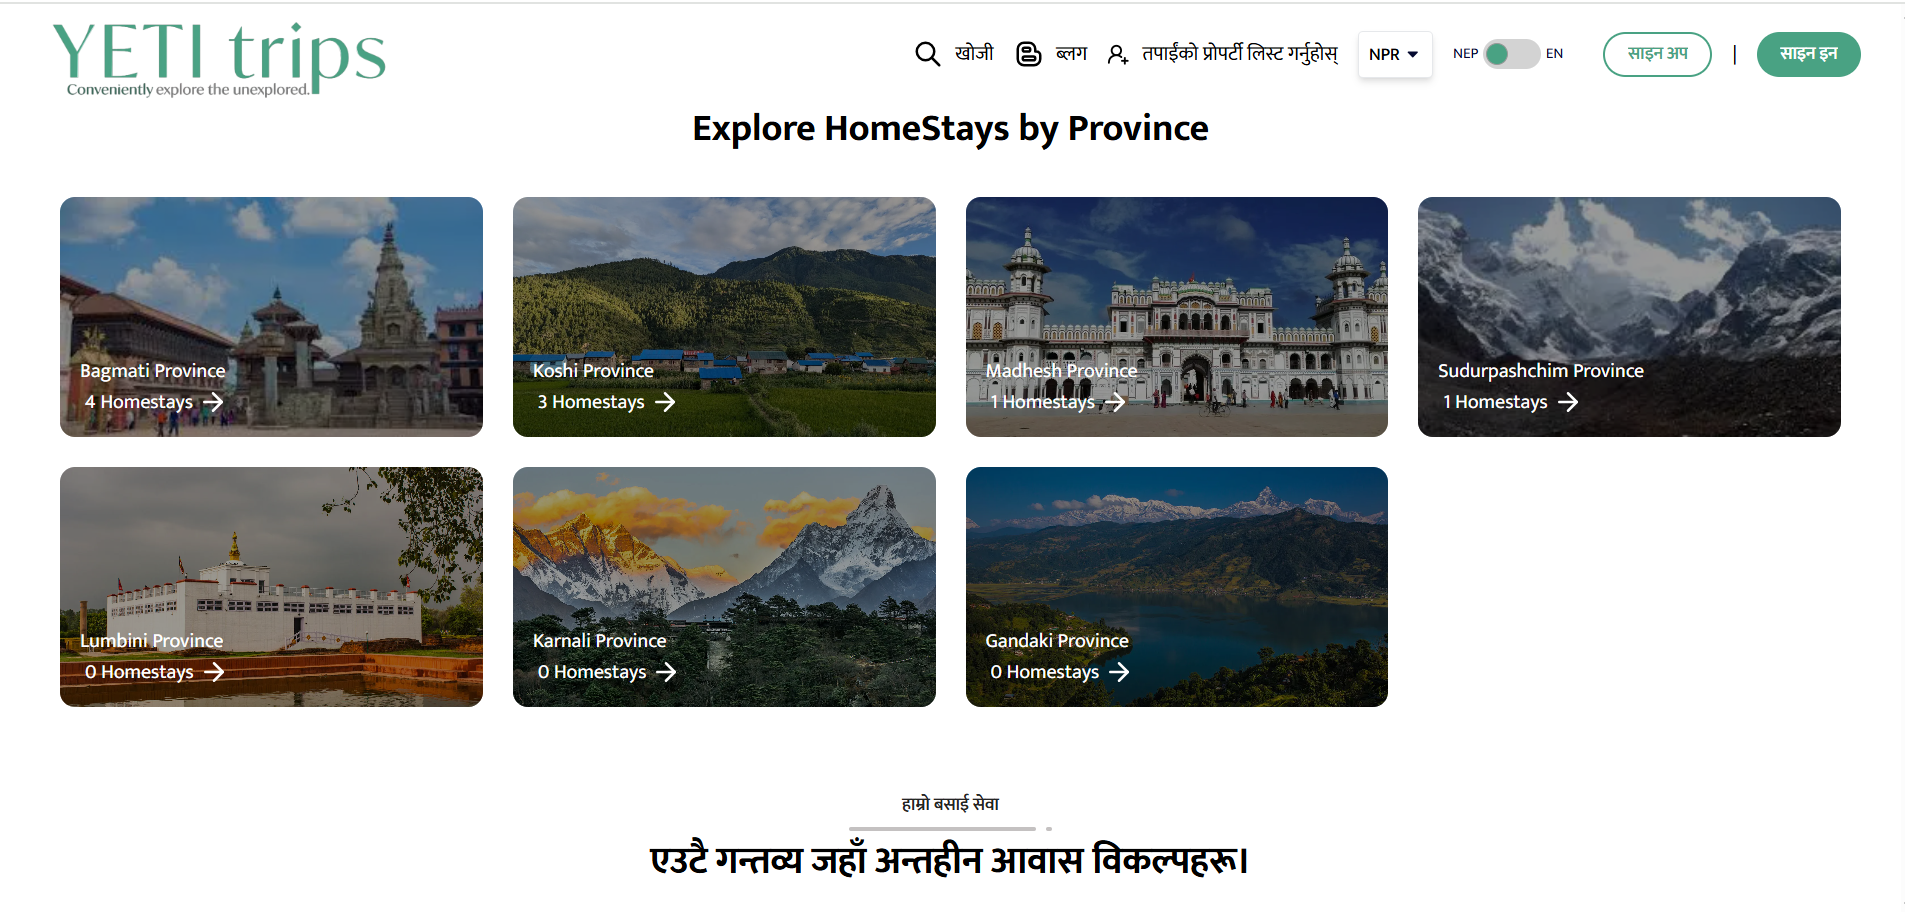 YETI trips
Conveniently explore the unexplored.
खोजी ब्लग तपाईंको प्रोपर्टी लिस्ट गर्नुहोस् NPR NEP EN साइन अप | साइन इन
Explore HomeStays by Province
Bagmati Province
4 Homestays
Koshi Province
3 Homestays
Madhesh Province
1 Homestays
Sudurpashchim Province
1 Homestays
Lumbini Province
0 Homestays
Karnali Province
0 Homestays
Gandaki Province
0 Homestays
हाम्रो बसाई सेवा
एउटै गन्तव्य जहाँ अन्तहीन आवास विकल्पहरू।